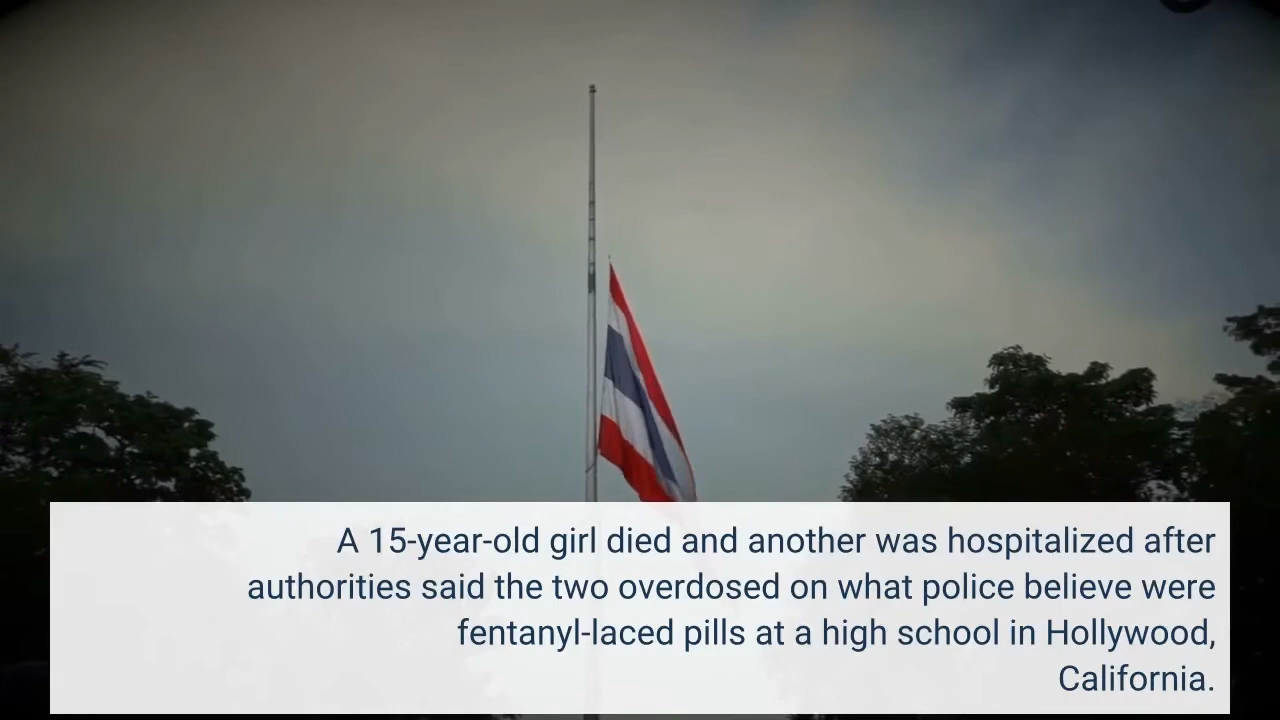 A 15-year-old girl died and another was hospitalized after
authorities said the two overdosed on what police believe were
fentanyl-laced pills at a high school in Hollywood,
California.